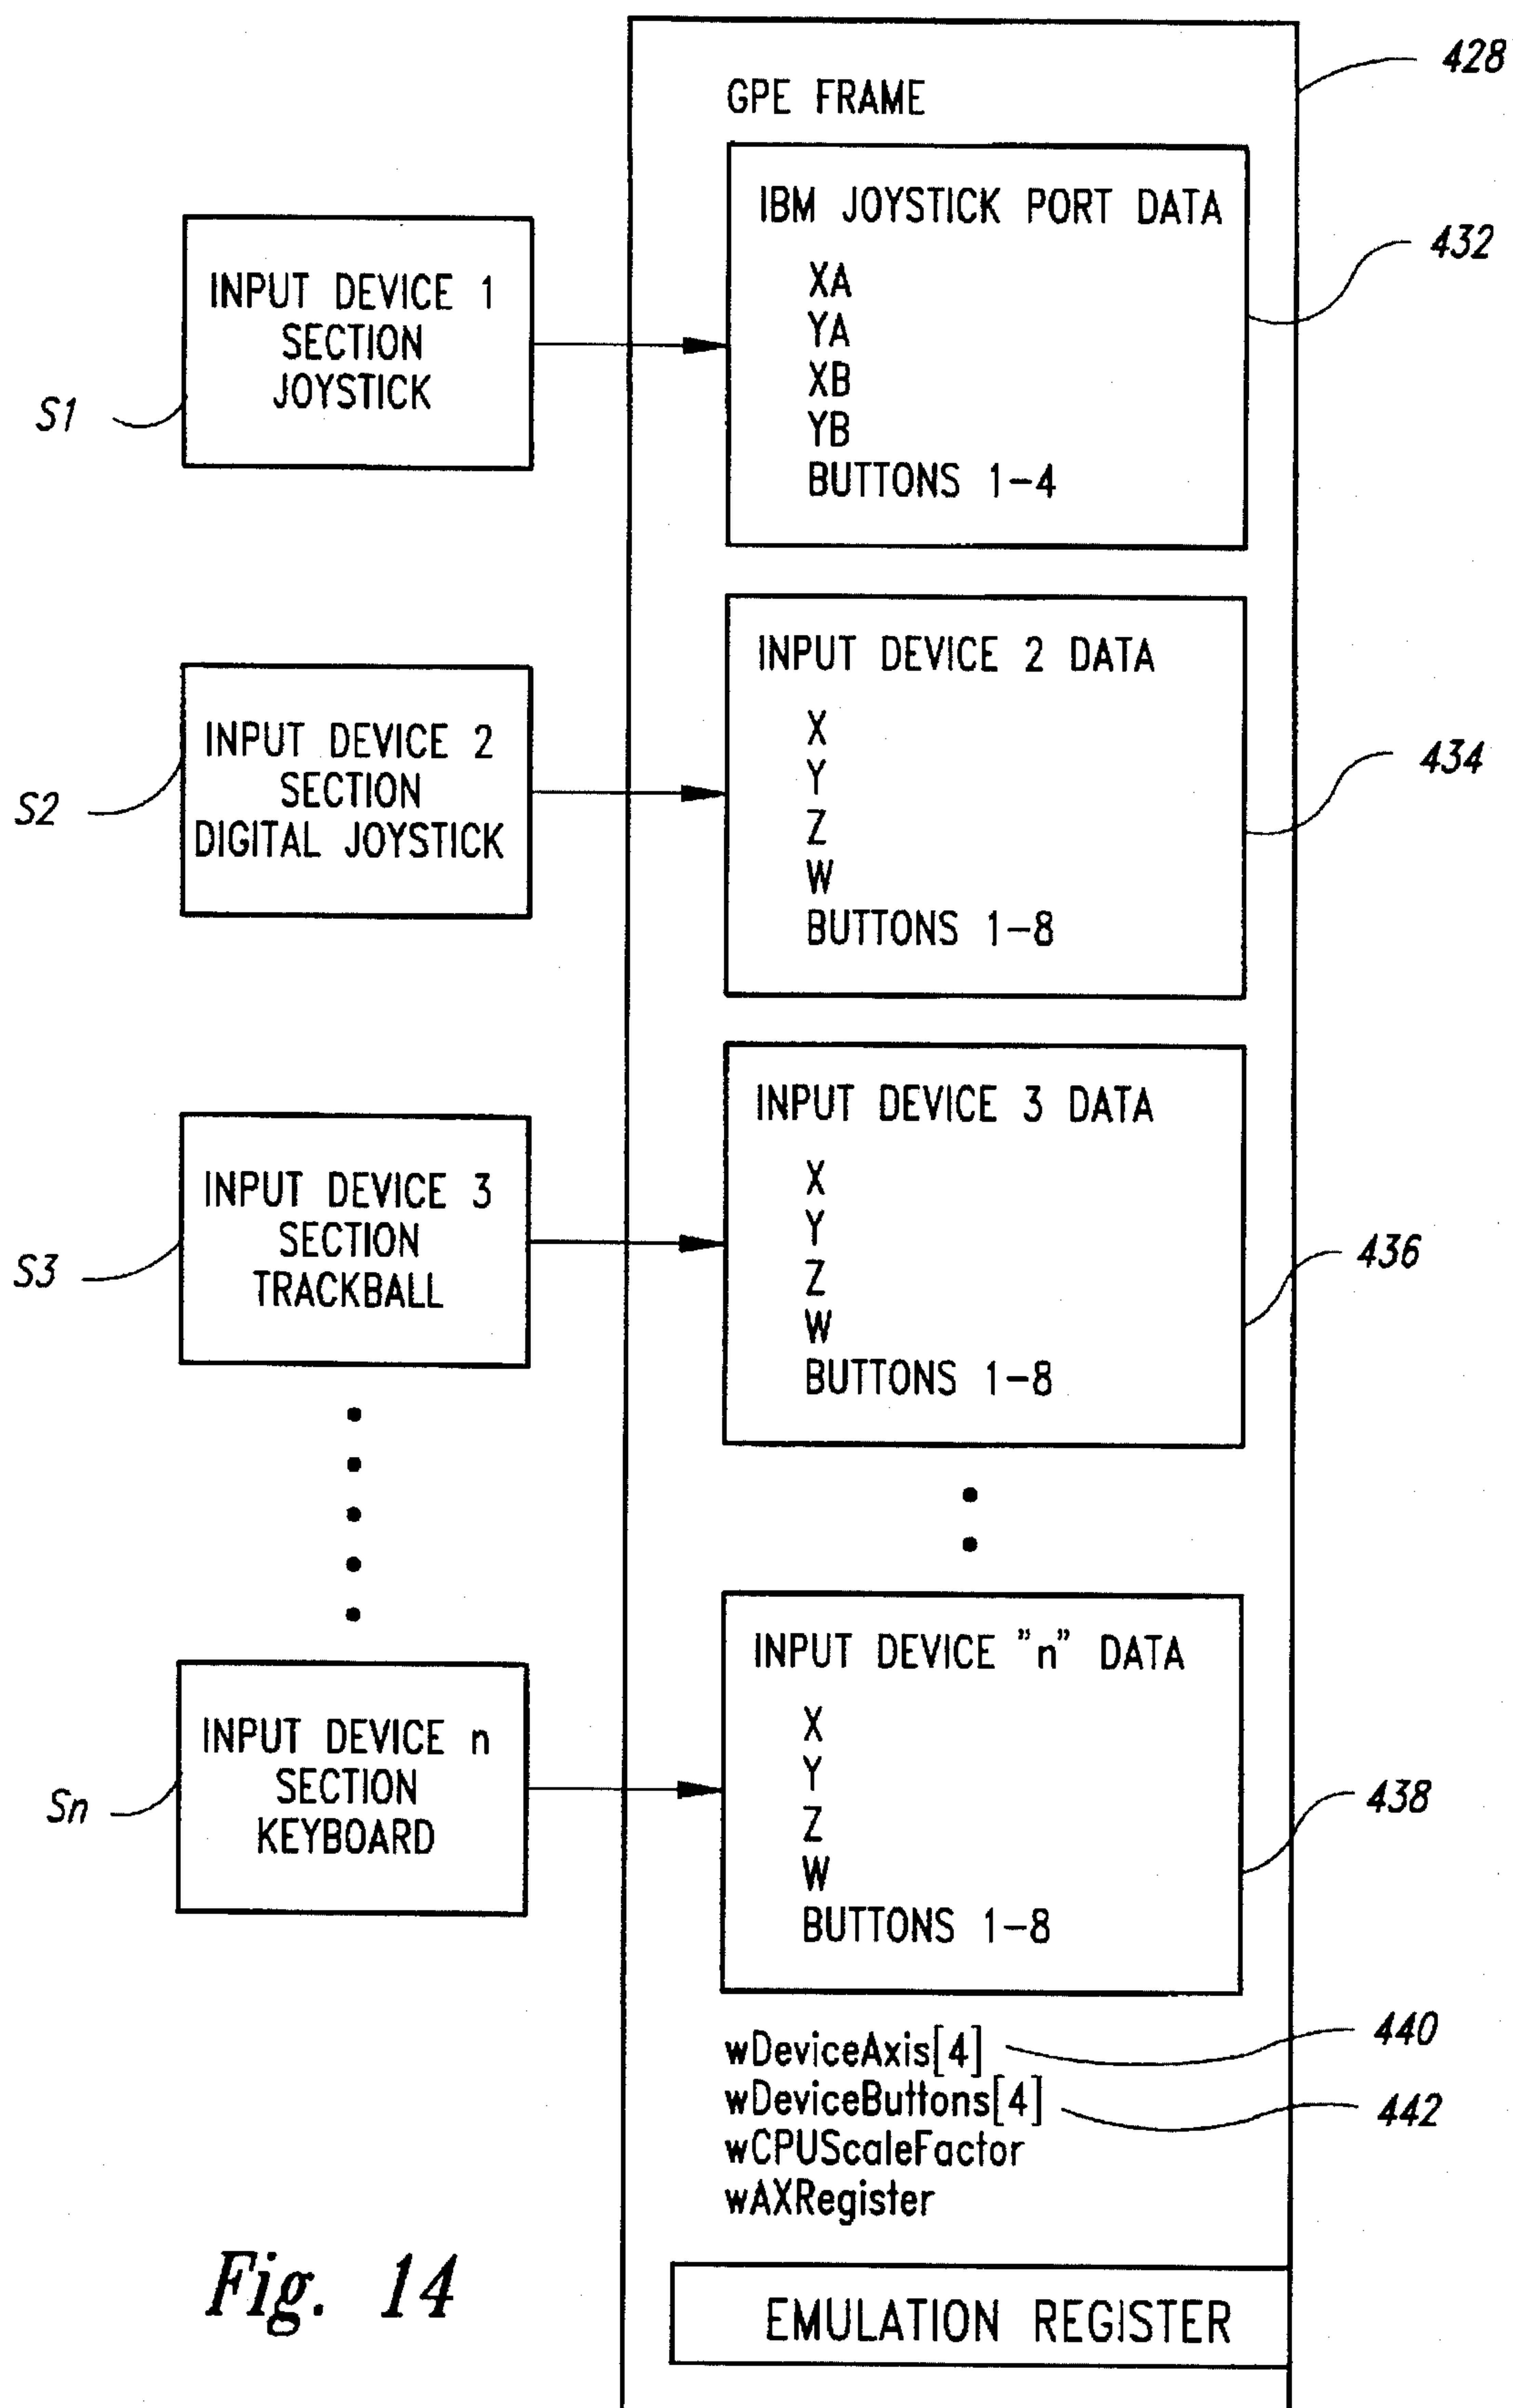 428
GPE FRAME
IBM JOYSTICK PORT DATA
XA
YA
XB
YB
BUTTONS 1-4
432
INPUT DEVICE 1
SECTION
JOYSTICK
S1
INPUT DEVICE 2 DATA
X
Y
Z
W
BUTTONS 1-8
434
INPUT DEVICE 2
SECTION
DIGITAL JOYSTICK
S2
INPUT DEVICE 3 DATA
X
Y
Z
W
BUTTONS 1-8
436
INPUT DEVICE 3
SECTION
TRACKBALL
S3
INPUT DEVICE "n" DATA
X
Y
Z
W
BUTTONS 1-8
438
INPUT DEVICE n
SECTION
KEYBOARD
Sn
wDeviceAxis[4]
440
wDeviceButtons[4]
442
wCPUScaleFactor
wAXRegister
EMULATION REGISTER
Fig. 14